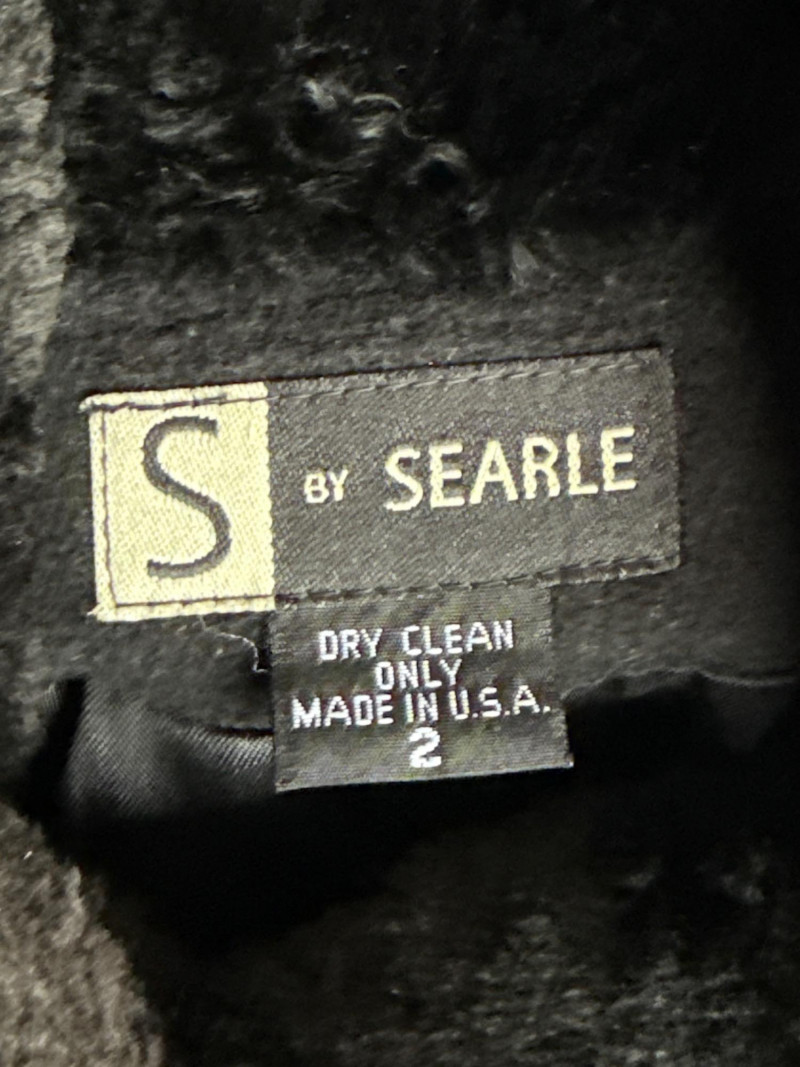 S BY SEARLE
DRY CLEAN
ONLY
MADE IN U.S.A.
2